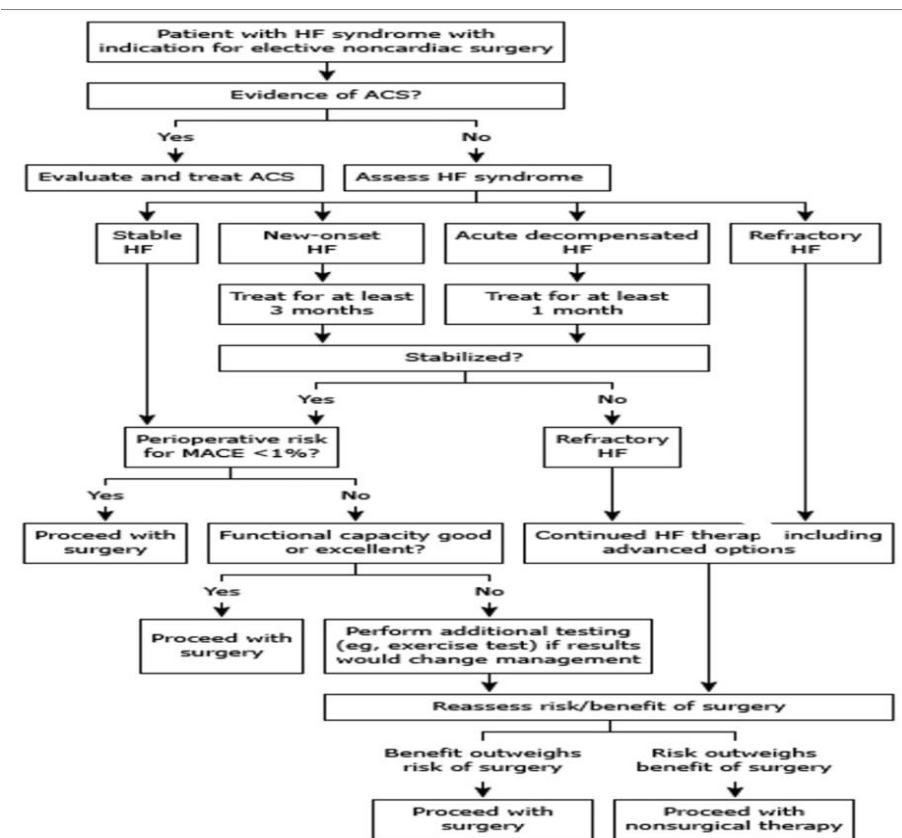 Patient with HF syndrome with
indication for elective noncardiac surgery
Evidence of ACS?
Yes
No
Evaluate and treat ACS
Assess HF syndrome
Stable
HF
New-onset
HF
Acute decompensated
HF
Refractory
HF
Treat for at least
3 months
Treat for at least
1 month
Stabilized?
Yes
No
Perioperative risk
for MACE <1%?
Refractory
HF
Yes
No
Proceed with
surgery
Functional capacity good
or excellent?
Continued HF therap including
advanced options
Yes
No
Proceed with
surgery
Perform additional testing
(eg, exercise test) if results
would change management
Reassess risk/benefit of surgery
Benefit outweighs
risk of surgery
Risk outweighs
benefit of surgery
Proceed with
surgery
Proceed with
nonsurgical therapy